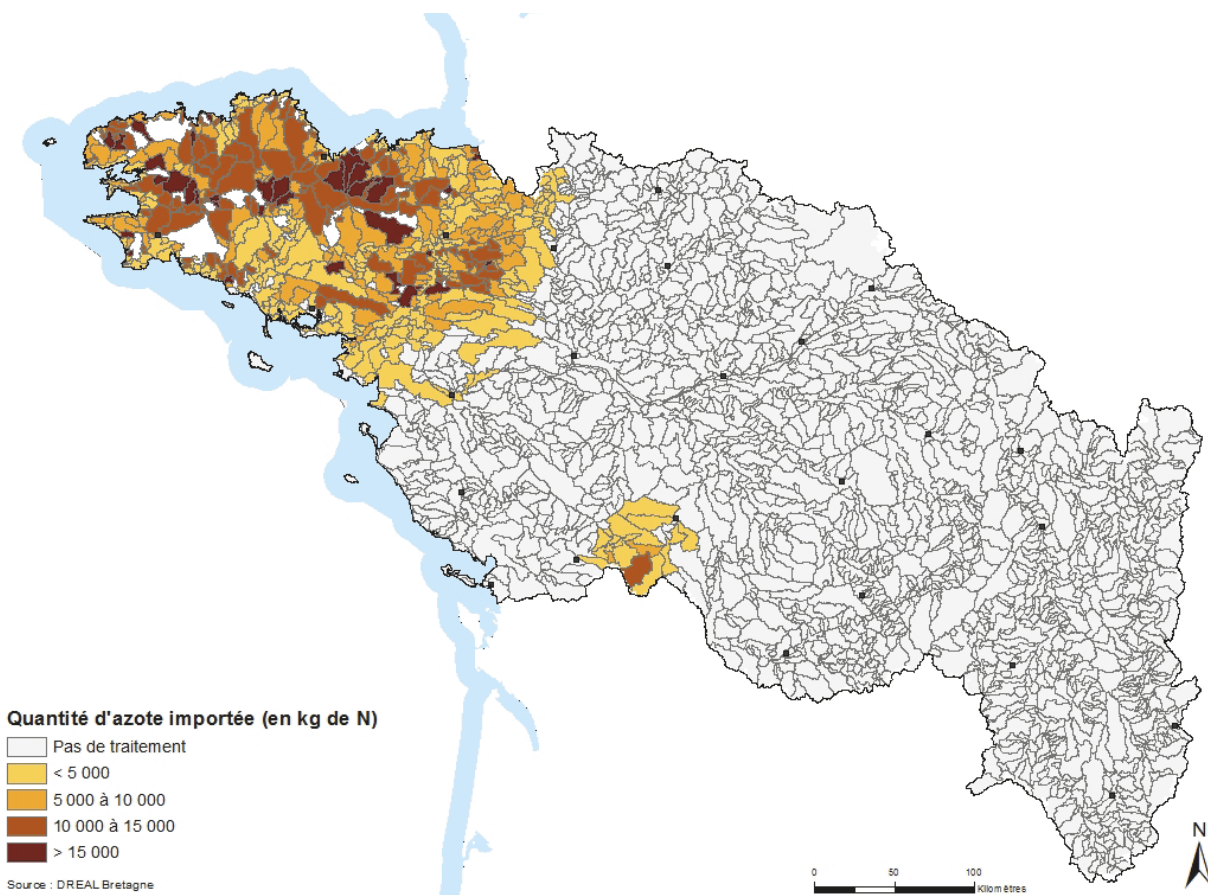 Quantité d'azote importée (en kg de N)
Pas de traitement
< 5 000
5 000 à 10 000
10 000 à 15 000
> 15 000
Source : DREAL Bretagne
0 50 100
Kilomètres
N